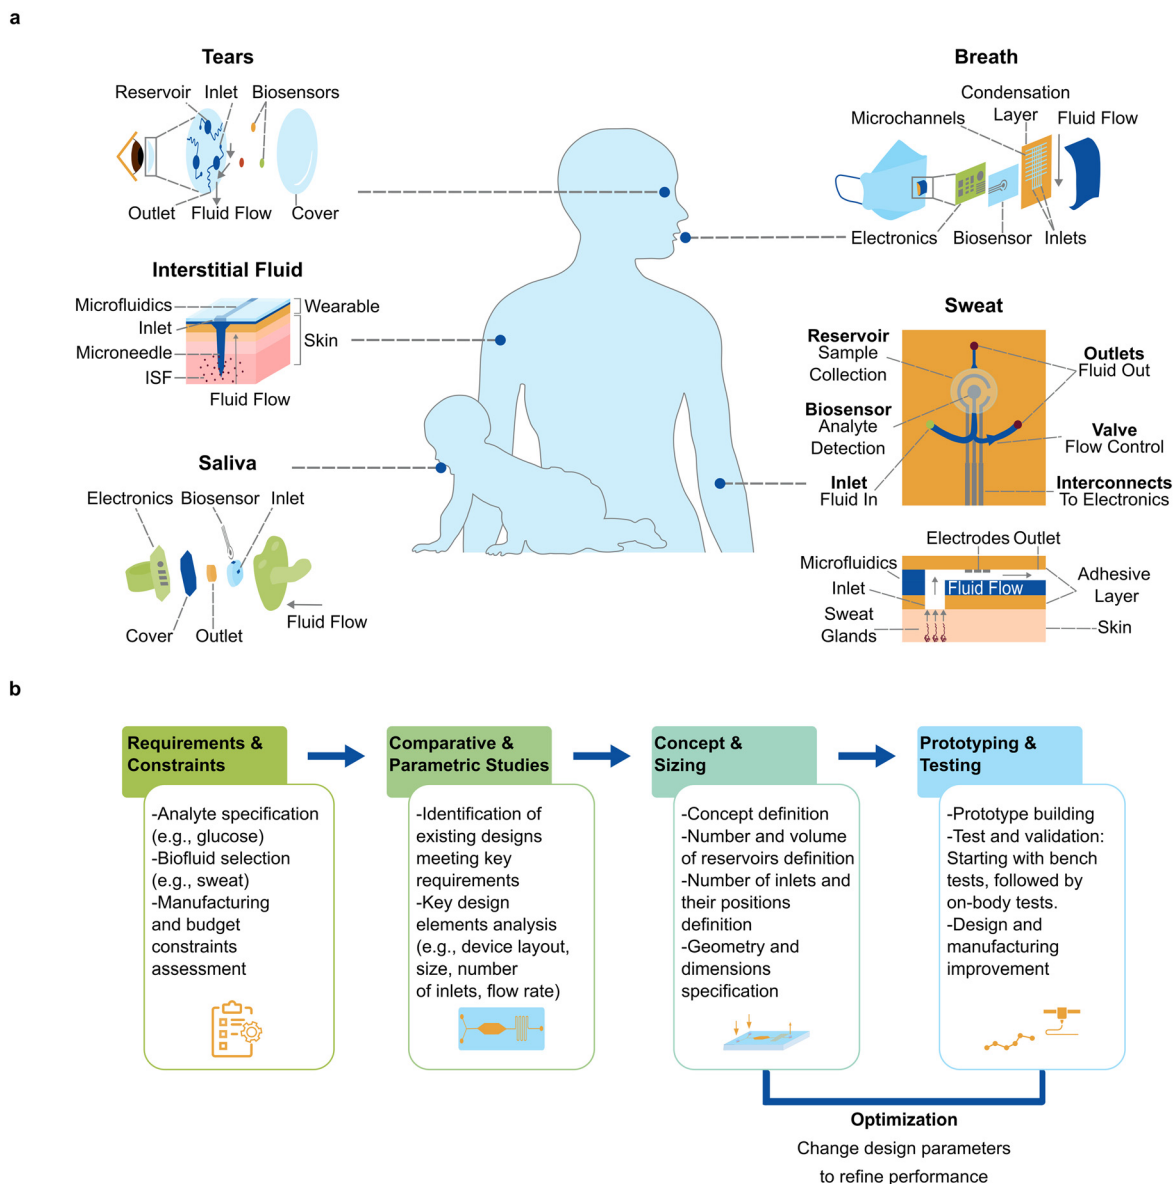 a
Tears
Reservoir Inlet Biosensors
Outlet Fluid Flow Cover
Breath
Condensation
Layer
Microchannels
Fluid Flow
Electronics Biosensor Inlets
Interstitial Fluid
Microfluidics
Wearable
Inlet
Skin
Microneedle
ISF
Fluid Flow
Sweat
Reservoir
Sample
Collection
Outlets
Fluid Out
Biosensor
Analyte
Detection
Valve
Flow Control
Inlet
Fluid In
Interconnects
To Electronics
Saliva
Electronics Biosensor Inlet
Cover Outlet
Fluid Flow
Electrodes Outlet
Microfluidics
Inlet
Fluid Flow
Adhesive
Layer
Sweat
Glands
Skin
b
Requirements &
Constraints
-Analyte specification
(e.g., glucose)
-Biofluid selection
(e.g., sweat)
-Manufacturing
and budget
constraints
assessment
Comparative &
Parametric Studies
-Identification of
existing designs
meeting key
requirements
-Key design
elements analysis
(e.g., device layout,
size, number
of inlets, flow rate)
Concept &
Sizing
-Concept definition
-Number and volume
of reservoirs definition
-Number of inlets and
their positions
definition
-Geometry and
dimensions
specification
Prototyping &
Testing
-Prototype building
-Test and validation:
Starting with bench
tests, followed by
on-body tests.
-Design and
manufacturing
improvement
Optimization
Change design parameters
to refine performance